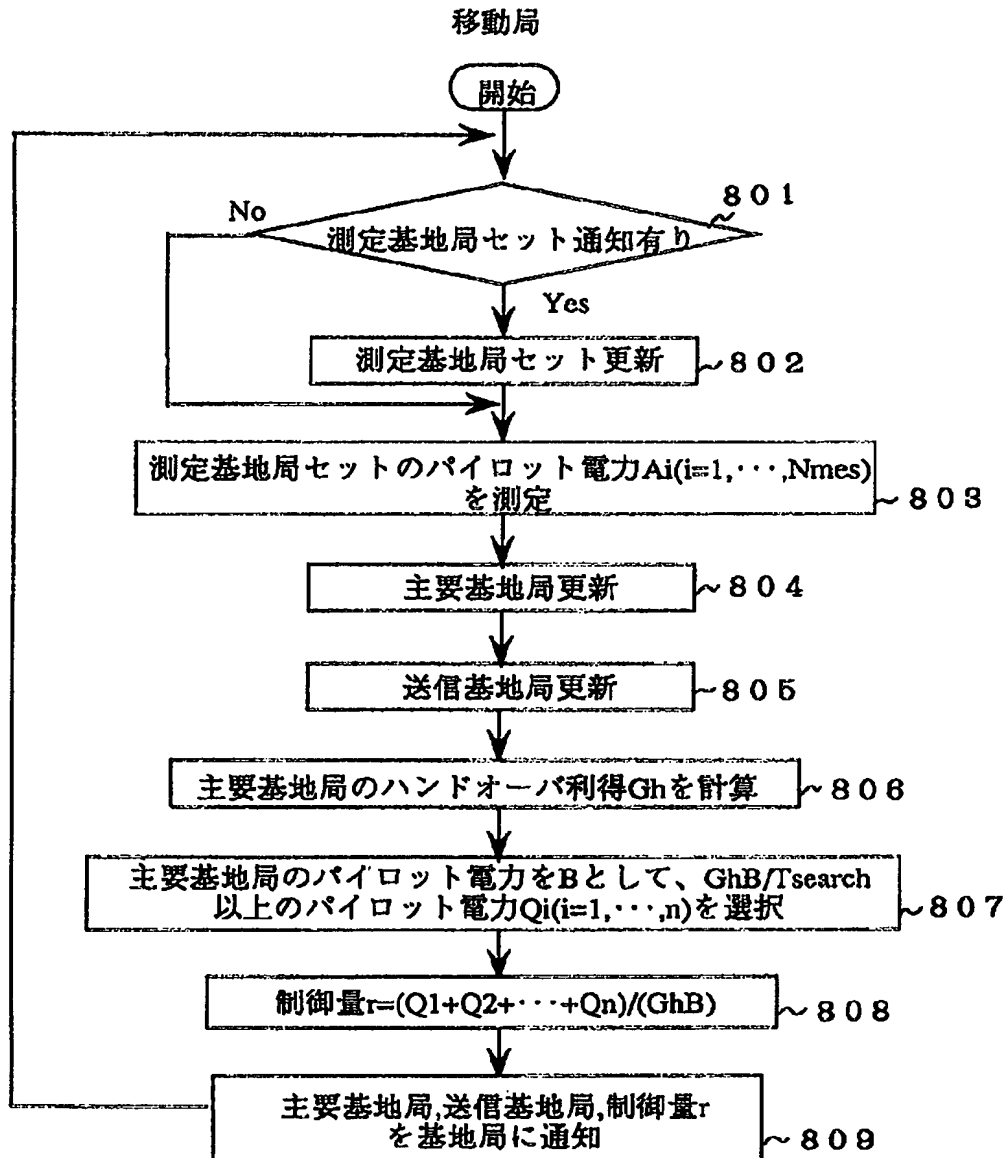 移動局
開始
801
No
測定基地局セット通知有り
Yes
測定基地局セット更新
802
測定基地局セットのパイロット電力Ai(i=1,･･･,Nmes)
を測定
803
主要基地局更新
804
送信基地局更新
805
主要基地局のハンドオーバ利得Ghを計算
806
主要基地局のパイロット電力をBとして、GhB/Tsearch
以上のパイロット電力Qi(i=1,･･･,n)を選択
807
制御量r=(Q1+Q2+･･･+Qn)/(GhB)
808
主要基地局,送信基地局,制御量r
を基地局に通知
809